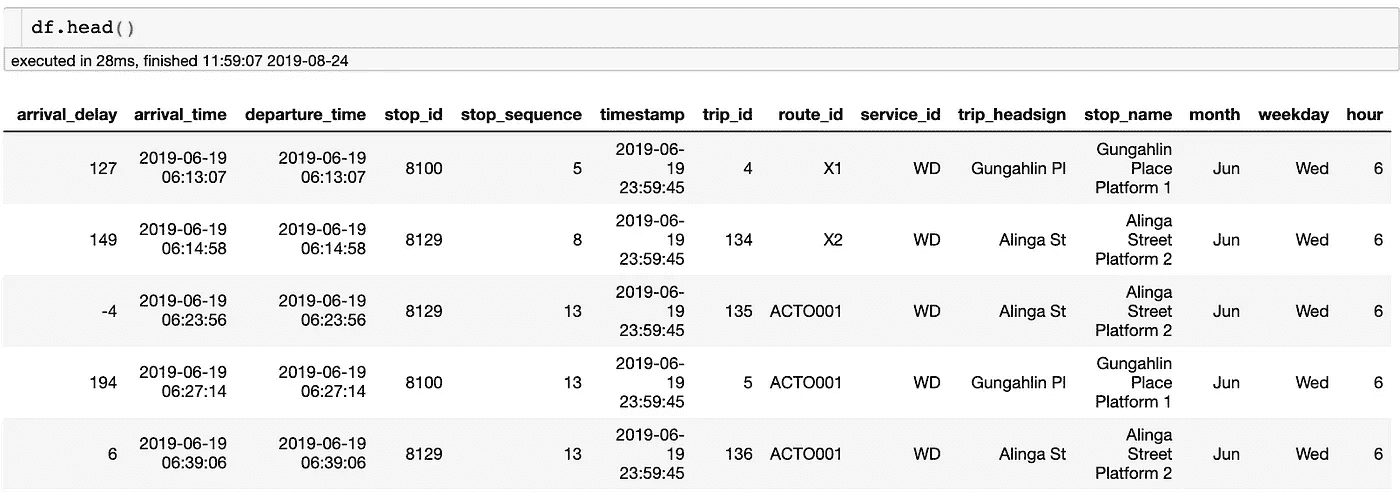 df.head()
executed in 28ms, finished 11:59:07 2019-08-24
arrival_delay arrival_time departure_time stop_id stop_sequence timestamp trip_id route_id service_id trip_headsign stop_name month weekday hour
2019-06- Gungahlin
2019-06-19 2019-06-19
127 8100 5 19 4 X1 WD Gungahlin Pl Place Jun Wed 6
06:13:07 06:13:07
23:59:45 Platform 1
2019-06- Alinga
2019-06-19 2019-06-19
149 8129 8 19 134 X2 WD Alinga St Street Jun Wed 6
06:14:58 06:14:58
23:59:45 Platform 2
2019-06- Alinga
2019-06-19 2019-06-19
-4 8129 13 19 135 ACTO001 WD Alinga St Street Jun Wed 6
06:23:56 06:23:56
23:59:45 Platform 2
2019-06- Gungahlin
2019-06-19 2019-06-19
194 8100 13 19 5 ACTO001 WD Gungahlin Pl Place Jun Wed 6
06:27:14 06:27:14
23:59:45 Platform 1
2019-06- Alinga
2019-06-19 2019-06-19
6 8129 13 19 136 ACTO001 WD Alinga St Street Jun Wed 6
06:39:06 06:39:06
23:59:45 Platform 2